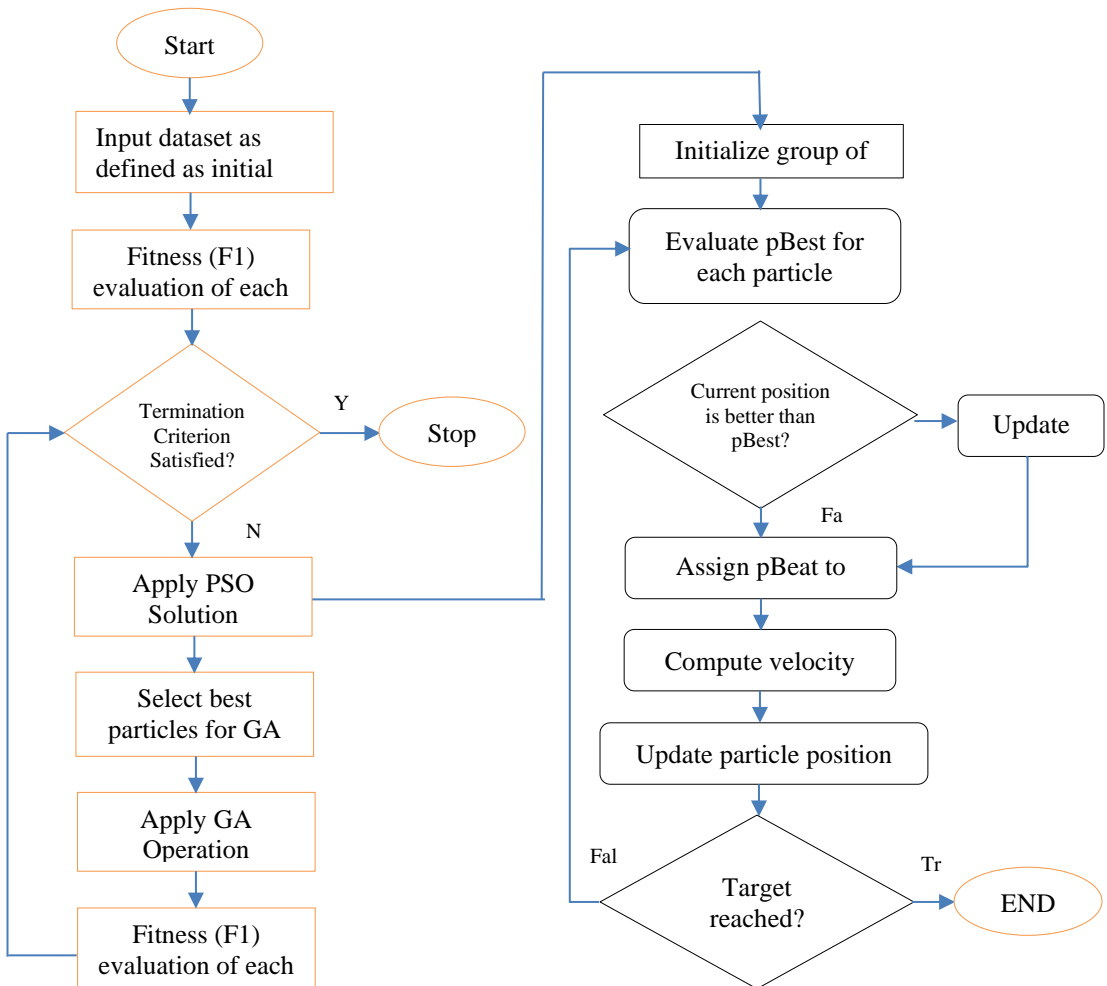 Start
Input dataset as
defined as initial
Fitness (F1)
evaluation of each
Termination
Criterion
Satisfied?
Y
Stop
N
Apply PSO
Solution
Select best
particles for GA
Apply GA
Operation
Fitness (F1)
evaluation of each
Initialize group of
Evaluate pBest for
each particle
Current position
is better than
pBest?
Update
Fa
Assign pBeat to
Compute velocity
Update particle position
Target
reached?
Fal
Tr
END